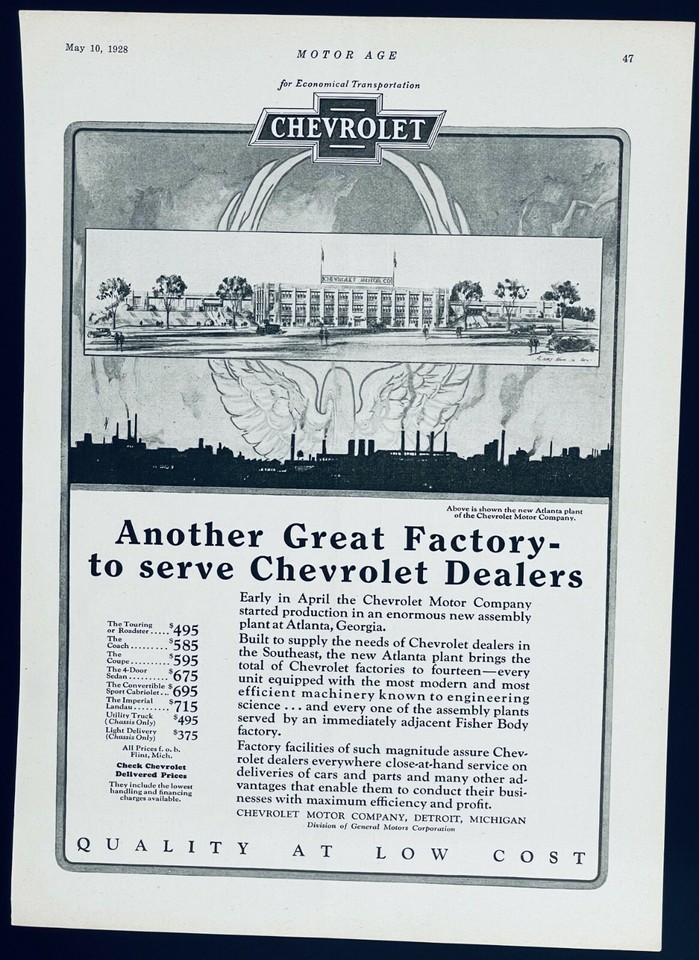 May 10, 1928
MOTOR AGE
47
for Economical Transportation
CHEVROLET
CHEVROLET MOTOR CO
Above is shown the new Atlanta plant
of the Chevrolet Motor Company.
Another Great Factory-
to serve Chevrolet Dealers
The Touring
or Roadster..... $495
The
Coach......... $585
The
Coupe.......... $595
The 4-Door
Sedan.......... $675
The Convertible
Sport Cabriolet... $695
The Imperial
Landau......... $715
Utility Truck
(Chassis Only) $495
Light Delivery
(Chassis Only) $375
All Prices f. o. b.
Flint, Mich.
Check Chevrolet
Delivered Prices
They include the lowest
handling and financing
charges available.
Early in April the Chevrolet Motor Company
started production in an enormous new assembly
plant at Atlanta, Georgia.
Built to supply the needs of Chevrolet dealers in
the Southeast, the new Atlanta plant brings the
total of Chevrolet factories to fourteen—every
unit equipped with the most modern and most
efficient machinery known to engineering
science ... and every one of the assembly plants
served by an immediately adjacent Fisher Body
factory.
Factory facilities of such magnitude assure Chev-
rolet dealers everywhere close-at-hand service on
deliveries of cars and parts and many other ad-
vantages that enable them to conduct their busi-
nesses with maximum efficiency and profit.
CHEVROLET MOTOR COMPANY, DETROIT, MICHIGAN
Division of General Motors Corporation
QUALITY AT LOW COST